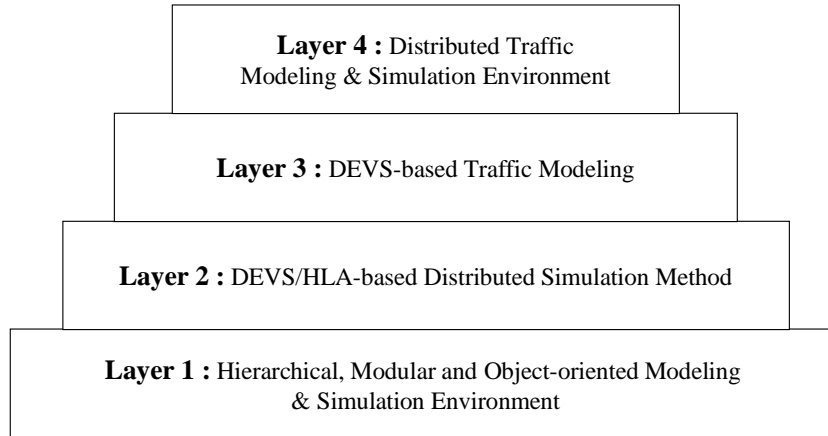 Layer 4 : Distributed Traffic
Modeling & Simulation Environment
Layer 3 : DEVS-based Traffic Modeling
Layer 2 : DEVS/HLA-based Distributed Simulation Method
Layer 1 : Hierarchical, Modular and Object-oriented Modeling
& Simulation Environment